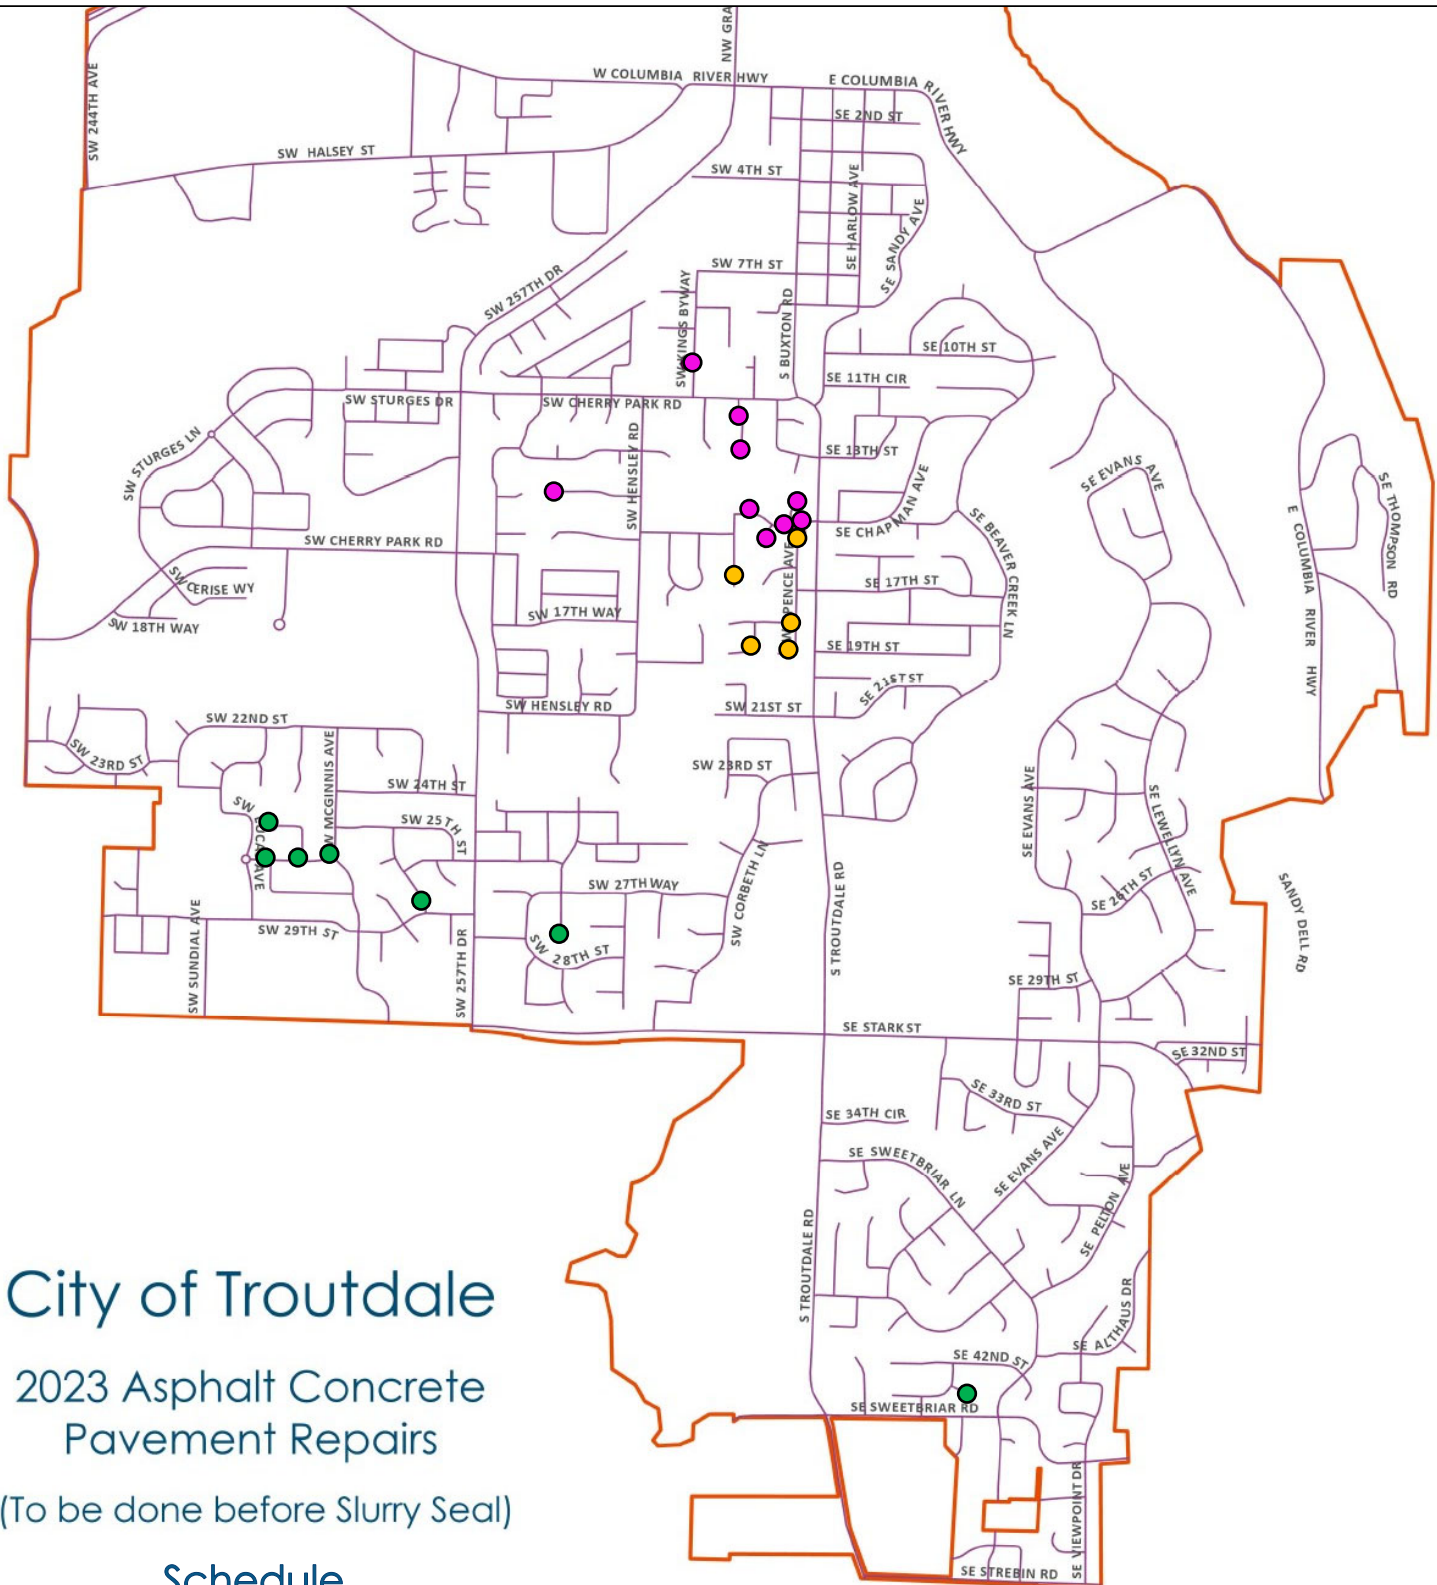 NW GRA
W COLUMBIA RIVER HWY
E COLUMBIA RIVER HWY
SW 244TH AVE
SE 2ND ST
SW HALSEY ST
SW 4TH ST
SE HARLOW AVE
SE SANDY AVE
SW 7TH ST
SW 257TH DR
SW KINGS BYWAY
S BUXTON RD
SE 10TH ST
SE 11TH CIR
SW STURGES DR
SW CHERRY PARK RD
SW STURGES LN
SW HENSLEY RD
SE 13TH ST
SE EVANS AVE
SE THOMPSON RD
SE CHAPMAN AVE
SE BEAVER CREEK LN
E COLUMBIA RIVER HWY
SW CHERRY PARK RD
SW CERISE WY
PENCE AVE
SE 17TH ST
SW 17TH WAY
SW 18TH WAY
SE 19TH ST
SE 21ST ST
SW HENSLEY RD
SW 21ST ST
SW 22ND ST
SW 23RD ST
SW MCGINNIS AVE
SW 23RD ST
SW 24TH ST
SE EVANS AVE
SE LEWELLYN AVE
SW
AVE
SW 25TH ST
SW CORBETH LN
S TROUTDALE RD
SW 27TH WAY
SE 26TH ST
SANDY DELL RD
SW SUNDIAL AVE
SW 29TH ST
SW 257TH DR
SW 28TH ST
SE 29TH ST
SE STARK ST
SE 32ND ST
SE 33RD ST
SE 34TH CIR
SE SWEETBRIAR LN
SE EVANS AVE
SE PELTON AVE
S TROUTDALE RD
SE ALTHAUS DR
SE 42ND ST
SE SWEETBRIAR RD
SE VIEWPOINT DR
SE STREBIN RD
City of Troutdale
2023 Asphalt Concrete
Pavement Repairs
(To be done before Slurry Seal)
Schedule